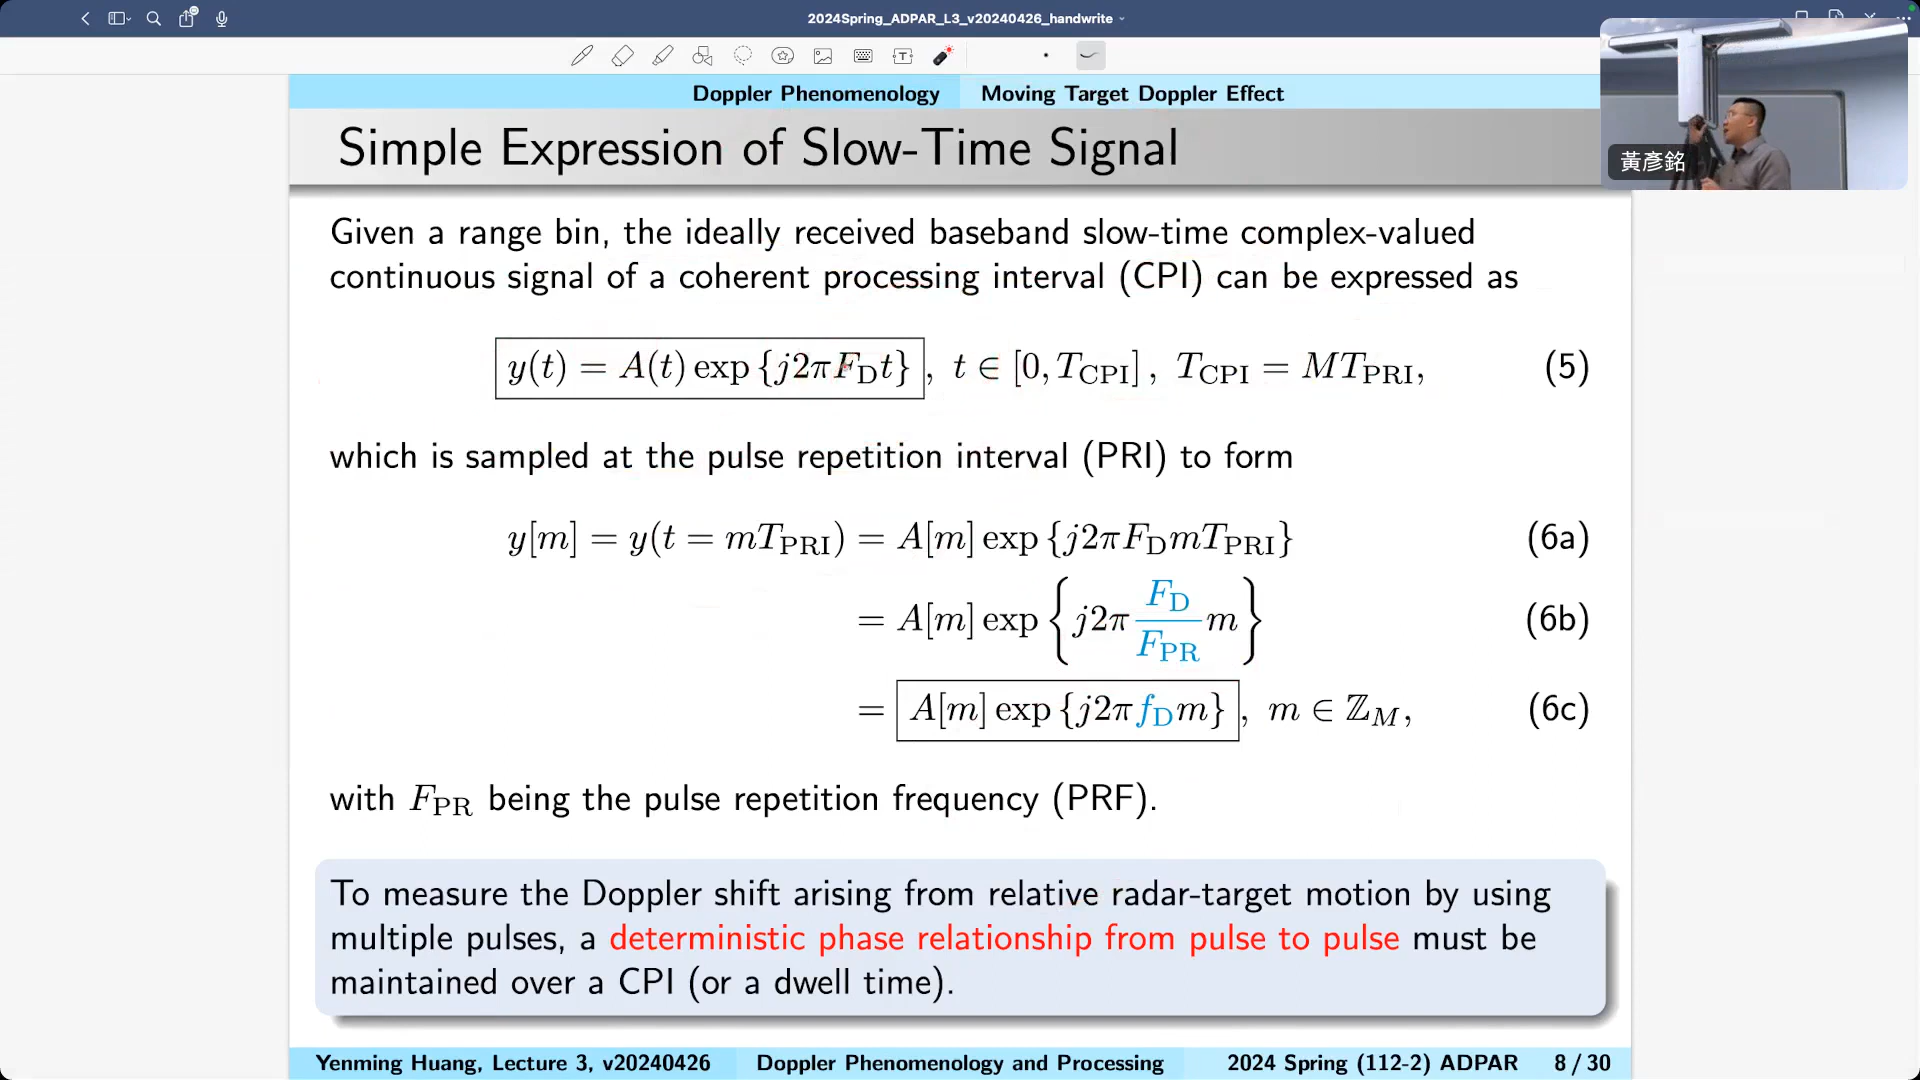 2024Spring_ADPAR_L3_v20240426_handwrite
Doppler Phenomenology Moving Target Doppler Effect
黃彥銘
Simple Expression of Slow-Time Signal
Given a range bin, the ideally received baseband slow-time complex-valued
continuous signal of a coherent processing interval (CPI) can be expressed as
y(t) = A(t) exp {j2πF_D t}, t ∈ [0, T_CPI], T_CPI = MT_PRI, (5)
which is sampled at the pulse repetition interval (PRI) to form
y[m] = y(t = mT_PRI) = A[m] exp {j2πF_D mT_PRI} (6a)
= A[m] exp {j2π F_D/F_PR m} (6b)
= A[m] exp {j2πf_D m}, m ∈ ℤ_M, (6c)
with F_PR being the pulse repetition frequency (PRF).
To measure the Doppler shift arising from relative radar-target motion by using
multiple pulses, a deterministic phase relationship from pulse to pulse must be
maintained over a CPI (or a dwell time).
Yenming Huang, Lecture 3, v20240426 Doppler Phenomenology and Processing 2024 Spring (112-2) ADPAR 8 / 30